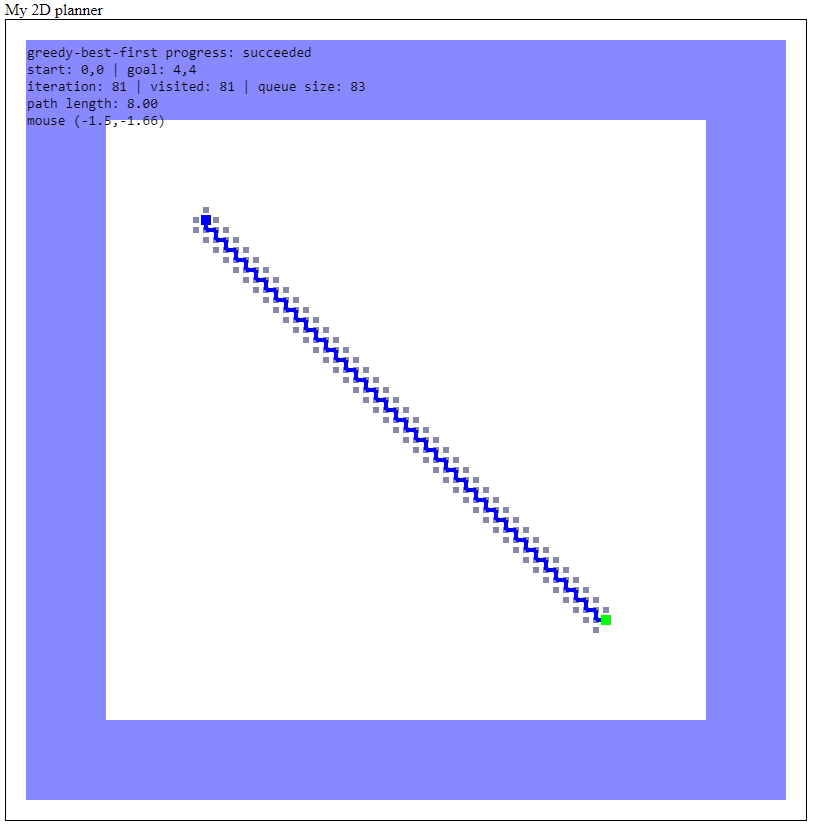 My 2D planner
greedy-best-first progress: succeeded
start: 0,0 | goal: 4,4
iteration: 81 | visited: 81 | queue size: 83
path length: 8.00
mouse (-1.5,-1.66)